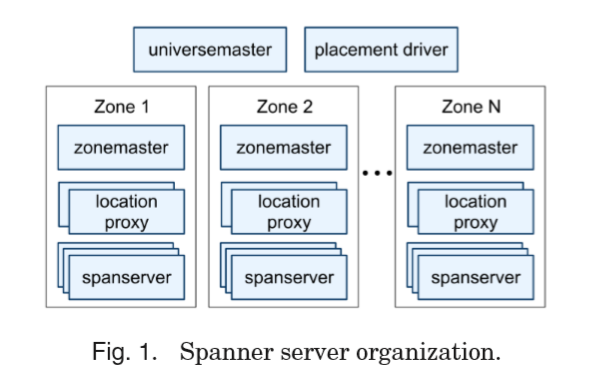 universemaster placement driver
Zone 1 Zone 2 Zone N
zonemaster zonemaster zonemaster
...
location location location
proxy proxy proxy
spanserver spanserver spanserver
Fig. 1. Spanner server organization.